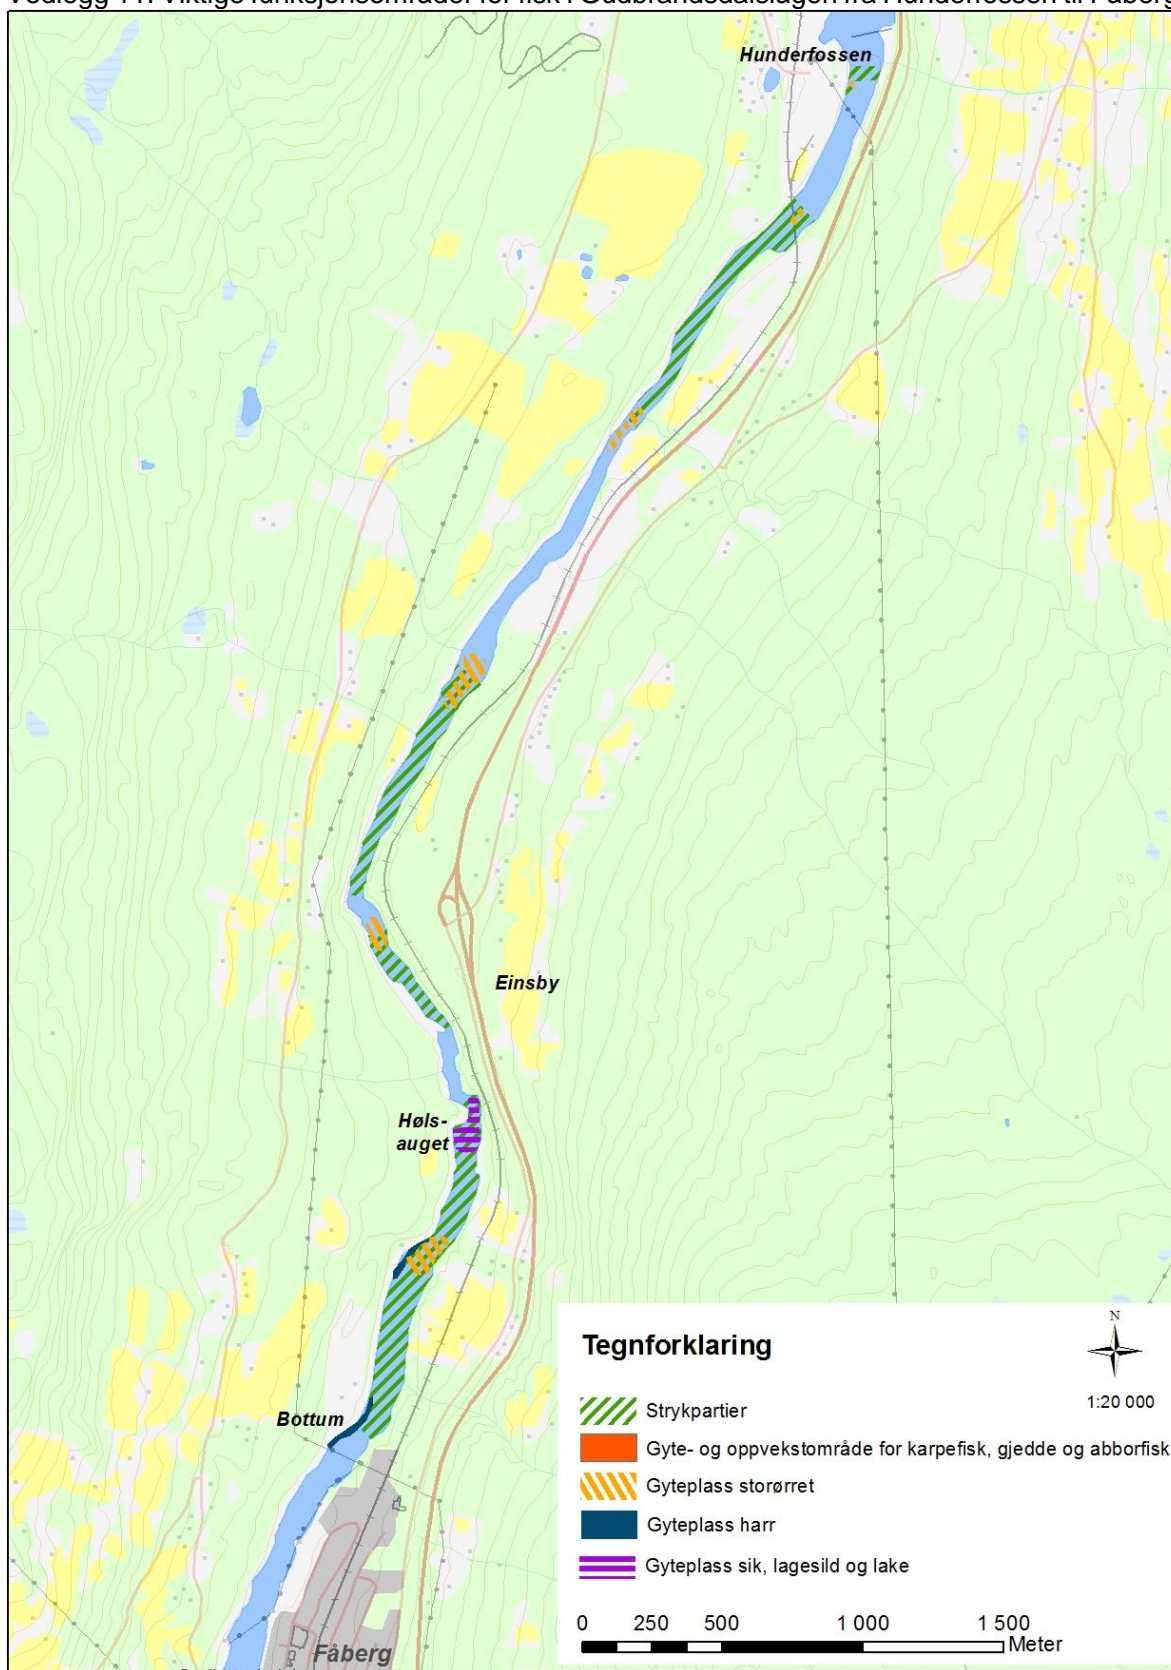 Viktige funksjonsområder for fisk i Gudbrandsdalslågen fra Hunderfossen til Fåberg
Hunderfossen
Einsby
Høls-
auget
Bottum
Fåberg
Tegnforklaring
N
1:20 000
Strykpartier
Gyte- og oppvekstområde for karpefisk, gjedde og abborfisk
Gyteplass storørret
Gyteplass harr
Gyteplass sik, lagesild og lake
0 250 500 1 000 1 500
Meter